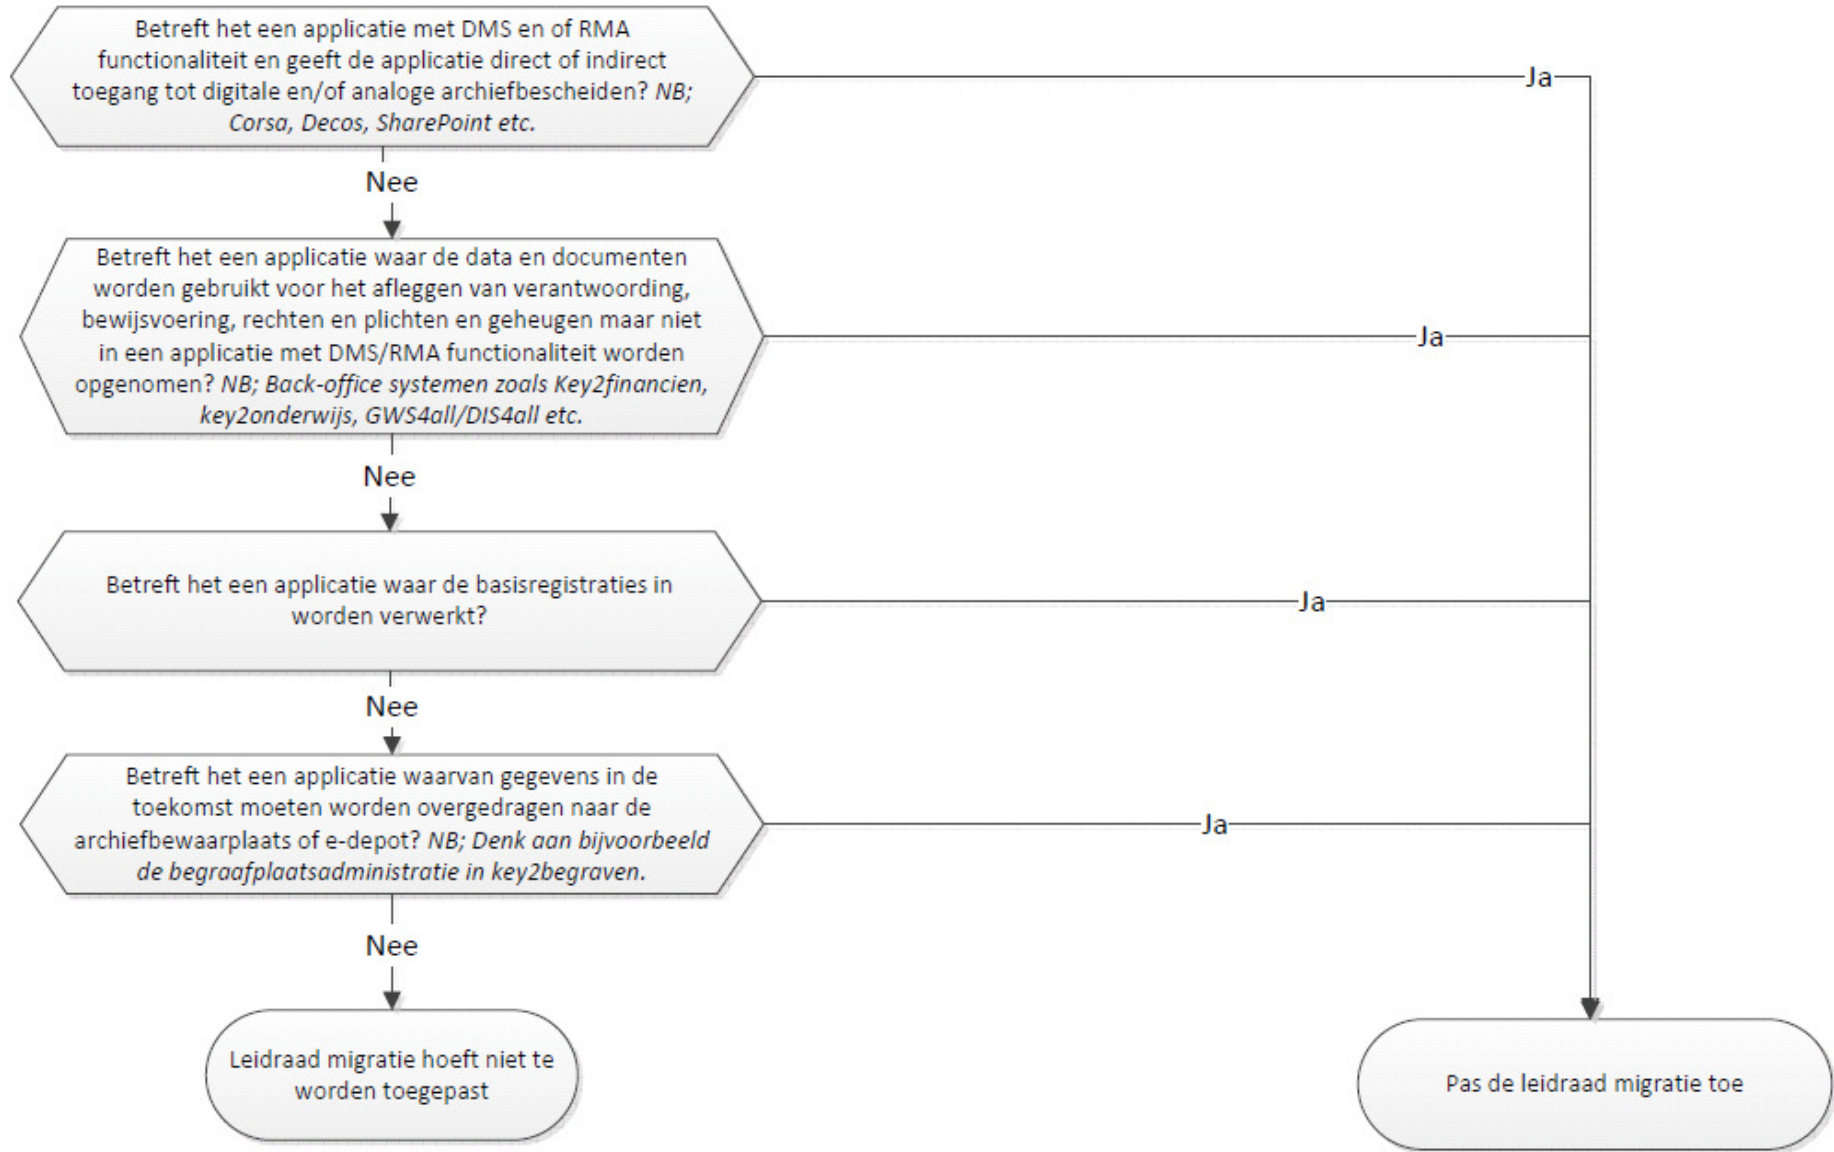 Betreft het een applicatie met DMS en of RMA
functionaliteit en geeft de applicatie direct of indirect
toegang tot digitale en/of analoge archiefbescheiden? NB;
Corsa, Decos, SharePoint etc.
Ja
Nee
Betreft het een applicatie waar de data en documenten
worden gebruikt voor het afleggen van verantwoording,
bewijsvoering, rechten en plichten en geheugen maar niet
in een applicatie met DMS/RMA functionaliteit worden
opgenomen? NB; Back-office systemen zoals Key2financien,
key2onderwijs, GWS4all/DIS4all etc.
Ja
Nee
Betreft het een applicatie waar de basisregistraties in
worden verwerkt?
Ja
Nee
Betreft het een applicatie waarvan gegevens in de
toekomst moeten worden overgedragen naar de
archiefbewaarplaats of e-depot? NB; Denk aan bijvoorbeeld
de begraafplaatsadministratie in key2begraven.
Ja
Nee
Leidraad migratie hoeft niet te
worden toegepast
Pas de leidraad migratie toe